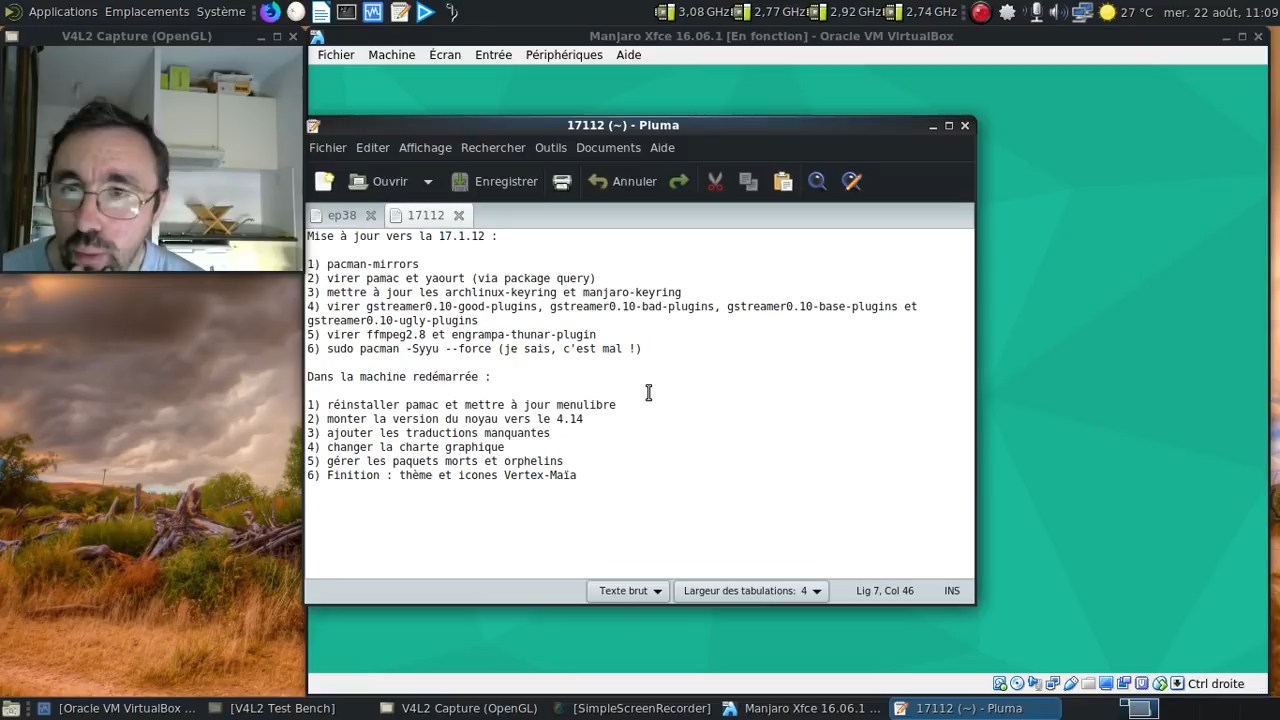 Applications Emplacements Système
3,08 GHz 2,77 GHz 2,92 GHz 2,74 GHz 27 °C mer. 22 août, 11:09
V4L2 Capture (OpenGL)
Manjaro Xfce 16.06.1 [En fonction] - Oracle VM VirtualBox
Fichier Machine Écran Entrée Périphériques Aide
17112 (~) - Pluma
Fichier Editer Affichage Rechercher Outils Documents Aide
Ouvrir Enregistrer Annuler
ep38 17112
Mise à jour vers la 17.1.12 :
1) pacman-mirrors
2) virer pamac et yaourt (via package query)
3) mettre à jour les archlinux-keyring et manjaro-keyring
4) virer gstreamer0.10-good-plugins, gstreamer0.10-bad-plugins, gstreamer0.10-base-plugins et
gstreamer0.10-ugly-plugins
5) virer ffmpeg2.8 et engrampa-thunar-plugin
6) sudo pacman -Syyu --force (je sais, c'est mal !)
Dans la machine redémarrée :
1) réinstaller pamac et mettre à jour menulibre
2) monter la version du noyau vers le 4.14
3) ajouter les traductions manquantes
4) changer la charte graphique
5) gérer les paquets morts et orphelins
6) Finition : thème et icones Vertex-Maïa
Texte brut Largeur des tabulations: 4 Lig 7, Col 46 INS
Ctrl droite
[Oracle VM VirtualBox ... [V4L2 Test Bench] V4L2 Capture (OpenGL) [SimpleScreenRecorder] Manjaro Xfce 16.06.1 ... 17112 (~) - Pluma